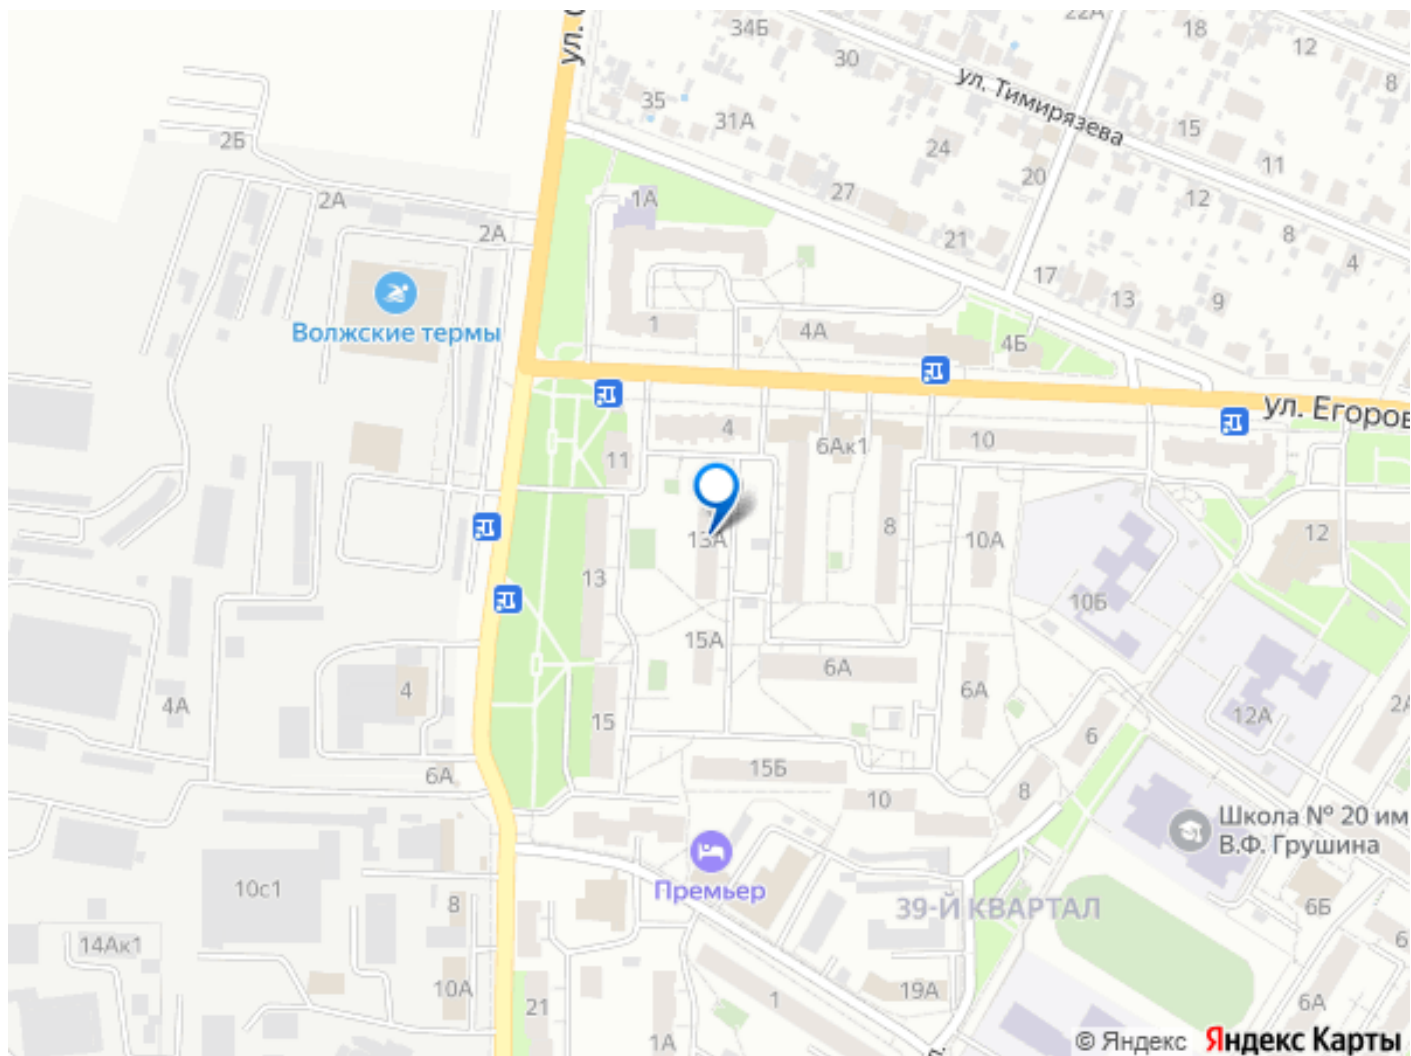 ул. С
22А
34Б
18
30
12
8
ул. Тимирязева
35
31А
15
24
11
2Б
20
27
12
2А
1А
2А
21
8
4
17
13
9
Волжские термы
1
4А
4Б
ул. Егоров
4
6Ак1
10
11
13А
8
10А
12
13
10Б
15А
6А
6А
4
4А
15
12А
2А
6
15Б
6А
10
8
Школа № 20 им
В.Ф. Грушина
Премьер
10с1
39-Й КВАРТАЛ
8
6Б
14Ак1
6
10А
19А
21
1
6А
1А
© Яндекс Яндекс Карты